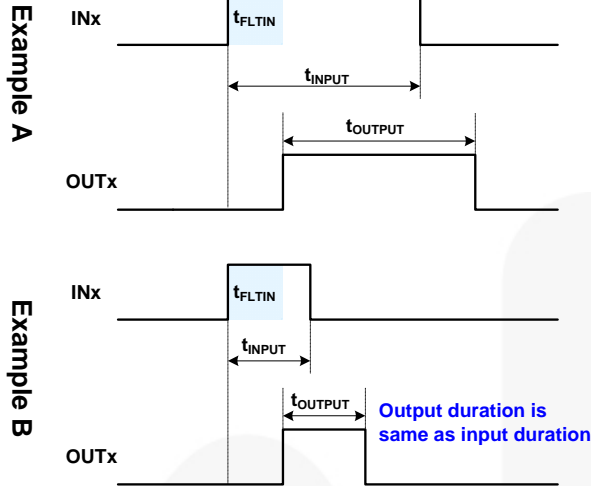 Example A
INx
tFLTIN
tINPUT
tOUTPUT
OUTx
Example B
INx
tFLTIN
tINPUT
tOUTPUT
Output duration is
same as input duration
OUTx